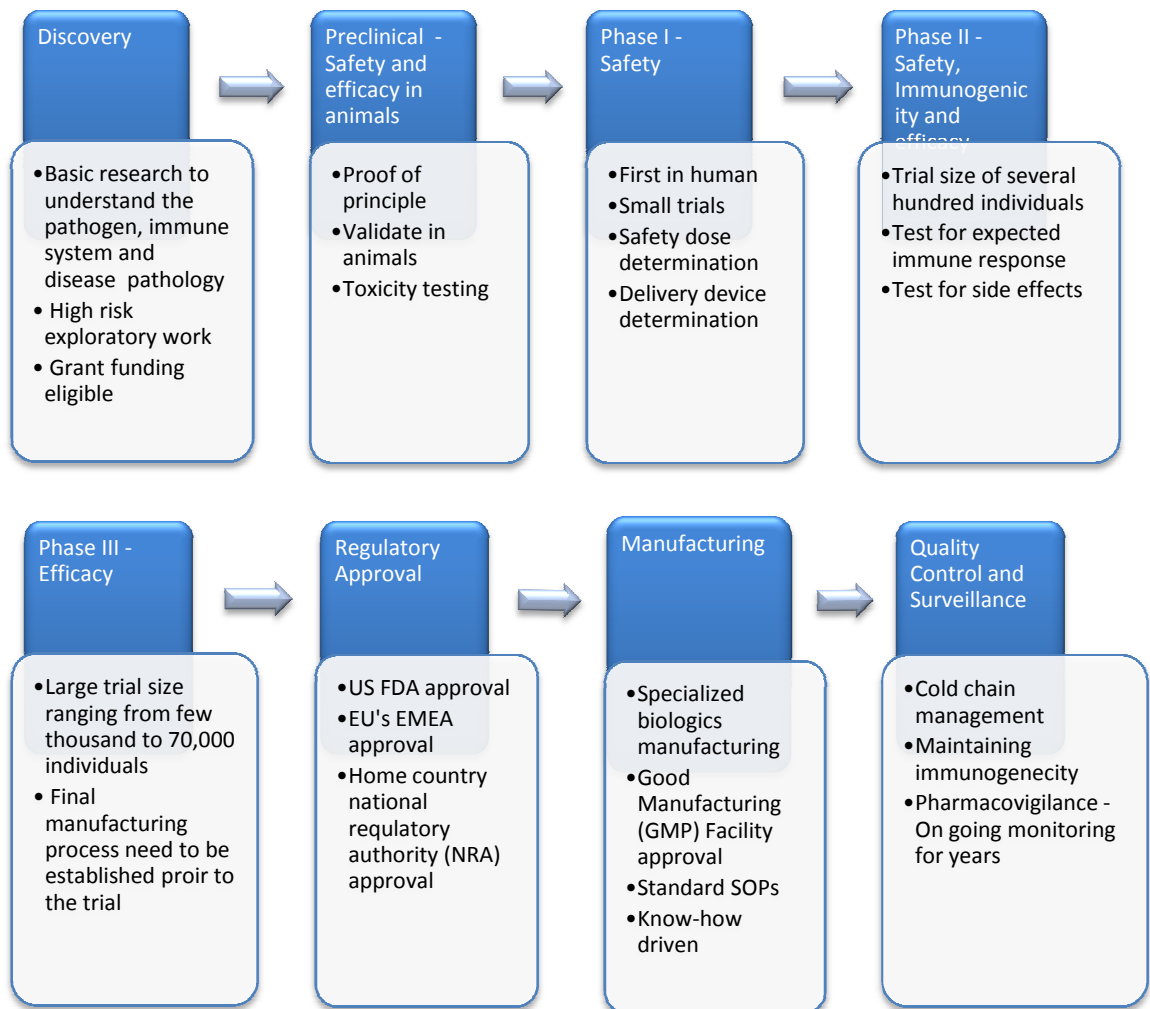 Discovery
•Basic research to
understand the
pathogen, immune
system and
disease pathology
• High risk
exploratory work
• Grant funding
eligible
Preclinical -
Safety and
efficacy in
animals
•Proof of
principle
•Validate in
animals
•Toxicity testing
Phase I -
Safety
•First in human
•Small trials
•Safety dose
determination
•Delivery device
determination
Phase II -
Safety,
Immunogenic
ity and
efficacy
•Trial size of several
hundred individuals
•Test for expected
immune response
•Test for side effects
Phase III -
Efficacy
•Large trial size
ranging from few
thousand to 70,000
individuals
• Final
manufacturing
process need to be
established proir to
the trial
Regulatory
Approval
•US FDA approval
•EU's EMEA
approval
•Home country
national
requlatory
authority (NRA)
approval
Manufacturing
•Specialized
biologics
manufacturing
•Good
Manufacturing
(GMP) Facility
approval
•Standard SOPs
•Know-how
driven
Quality
Control and
Surveillance
•Cold chain
management
•Maintaining
immunogenecity
•Pharmacovigilance -
On going monitoring
for years